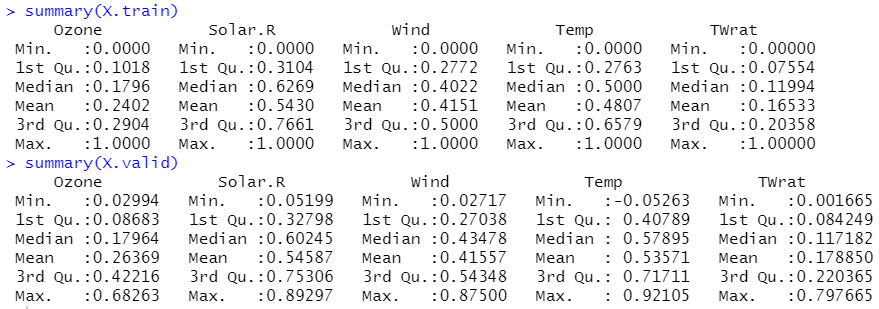 > summary(X.train)
     Ozone           Solar.R            Wind             Temp            TWrat
 Min.   :0.0000   Min.   :0.0000   Min.   :0.0000   Min.   :0.0000   Min.   :0.00000
 1st Qu.:0.1018   1st Qu.:0.3104   1st Qu.:0.2772   1st Qu.:0.2763   1st Qu.:0.07554
 Median :0.1796   Median :0.6269   Median :0.4022   Median :0.5000   Median :0.11994
 Mean   :0.2402   Mean   :0.5430   Mean   :0.4151   Mean   :0.4807   Mean   :0.16533
 3rd Qu.:0.2904   3rd Qu.:0.7661   3rd Qu.:0.5000   3rd Qu.:0.6579   3rd Qu.:0.20358
 Max.   :1.0000   Max.   :1.0000   Max.   :1.0000   Max.   :1.0000   Max.   :1.00000
> summary(X.valid)
     Ozone            Solar.R             Wind              Temp              TWrat
 Min.   :0.02994   Min.   :0.05199   Min.   :0.02717   Min.   :-0.05263   Min.   :0.001665
 1st Qu.:0.08683   1st Qu.:0.32798   1st Qu.:0.27038   1st Qu.: 0.40789   1st Qu.:0.084249
 Median :0.17964   Median :0.60245   Median :0.43478   Median : 0.57895   Median :0.117182
 Mean   :0.26369   Mean   :0.54587   Mean   :0.41557   Mean   : 0.53571   Mean   :0.178850
 3rd Qu.:0.42216   3rd Qu.:0.75306   3rd Qu.:0.54348   3rd Qu.: 0.71711   3rd Qu.:0.220365
 Max.   :0.68263   Max.   :0.89297   Max.   :0.87500   Max.   : 0.92105   Max.   :0.797665